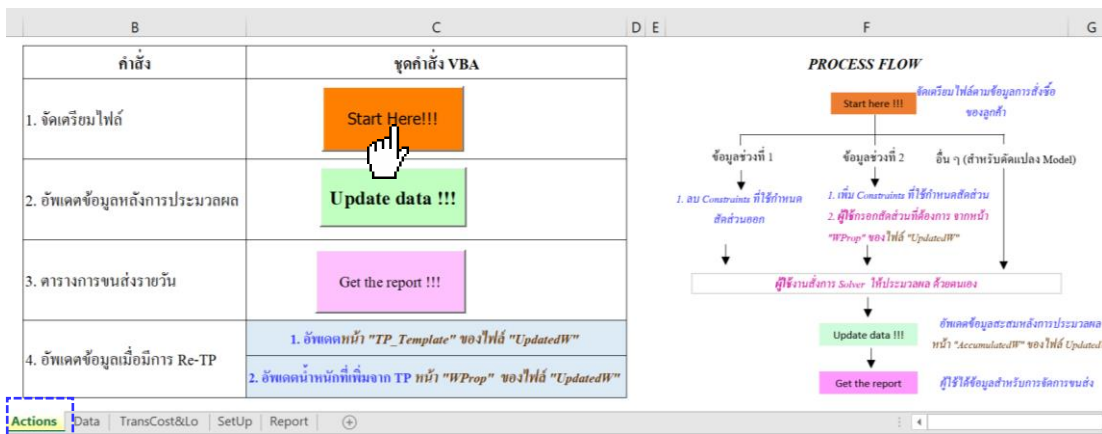 B C D E F G
คำสั่ง ชุดคำสั่ง VBA
1. จัดเตรียมไฟล์ Start Here!!!
2. อัพเดตข้อมูลหลังการประมวลผล Update data !!!
3. ตารางการขนส่งรายวัน Get the report !!!
4. อัพเดตข้อมูลเมื่อมีการ Re-TP
1. อัพเดตหน้า "TP_Template" ของไฟล์ "UpdatedW"
2. อัพเดตน้ำหนักที่เพิ่มจาก TP หน้า "WProp" ของไฟล์ "UpdatedW"
PROCESS FLOW
Start here !!!
จัดเตรียมไฟล์ตามข้อมูลการสั่งซื้อ
ของลูกค้า
ข้อมูลช่วงที่ 1 ข้อมูลช่วงที่ 2 อื่น ๆ (สำหรับดัดแปลง Model)
1. ลบ Constraints ที่ใช้กำหนด
สัดส่วนออก
1. เพิ่ม Constraints ที่ใช้กำหนดสัดส่วน
2. ผู้ใช้กรอกสัดส่วนที่ต้องการ จากหน้า
"WProp" ของไฟล์ "UpdatedW"
ผู้ใช้งานสั่งการ Solver ให้ประมวลผล ด้วยตนเอง
Update data !!!
อัพเดตข้อมูลสะสมหลังการประมวลผล
หน้า "AccumulatedW" ของไฟล์ Updated
Get the report
ผู้ใช้ได้ข้อมูลสำหรับการจัดการขนส่ง
Actions Data TransCost&Lo SetUp Report